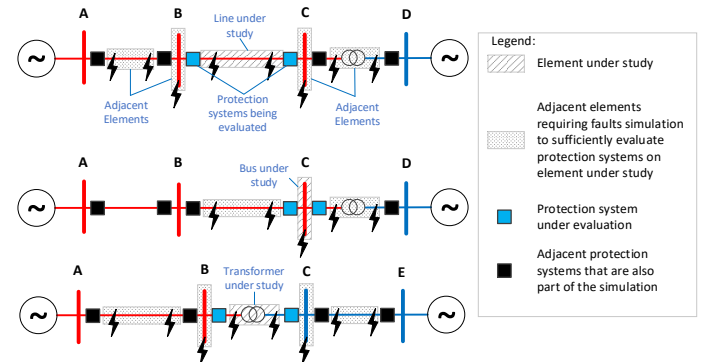 A
B
Line under
study
C
D
~
~
Adjacent
Elements
Protection
systems being
evaluated
Adjacent
Elements
A
B
Bus under
study
C
D
~
~
A
B
Transformer
under study
C
E
~
~
Legend:
Element under study
Adjacent elements
requiring faults simulation
to sufficiently evaluate
protection systems on
element under study
Protection system
under evaluation
Adjacent protection
systems that are also
part of the simulation